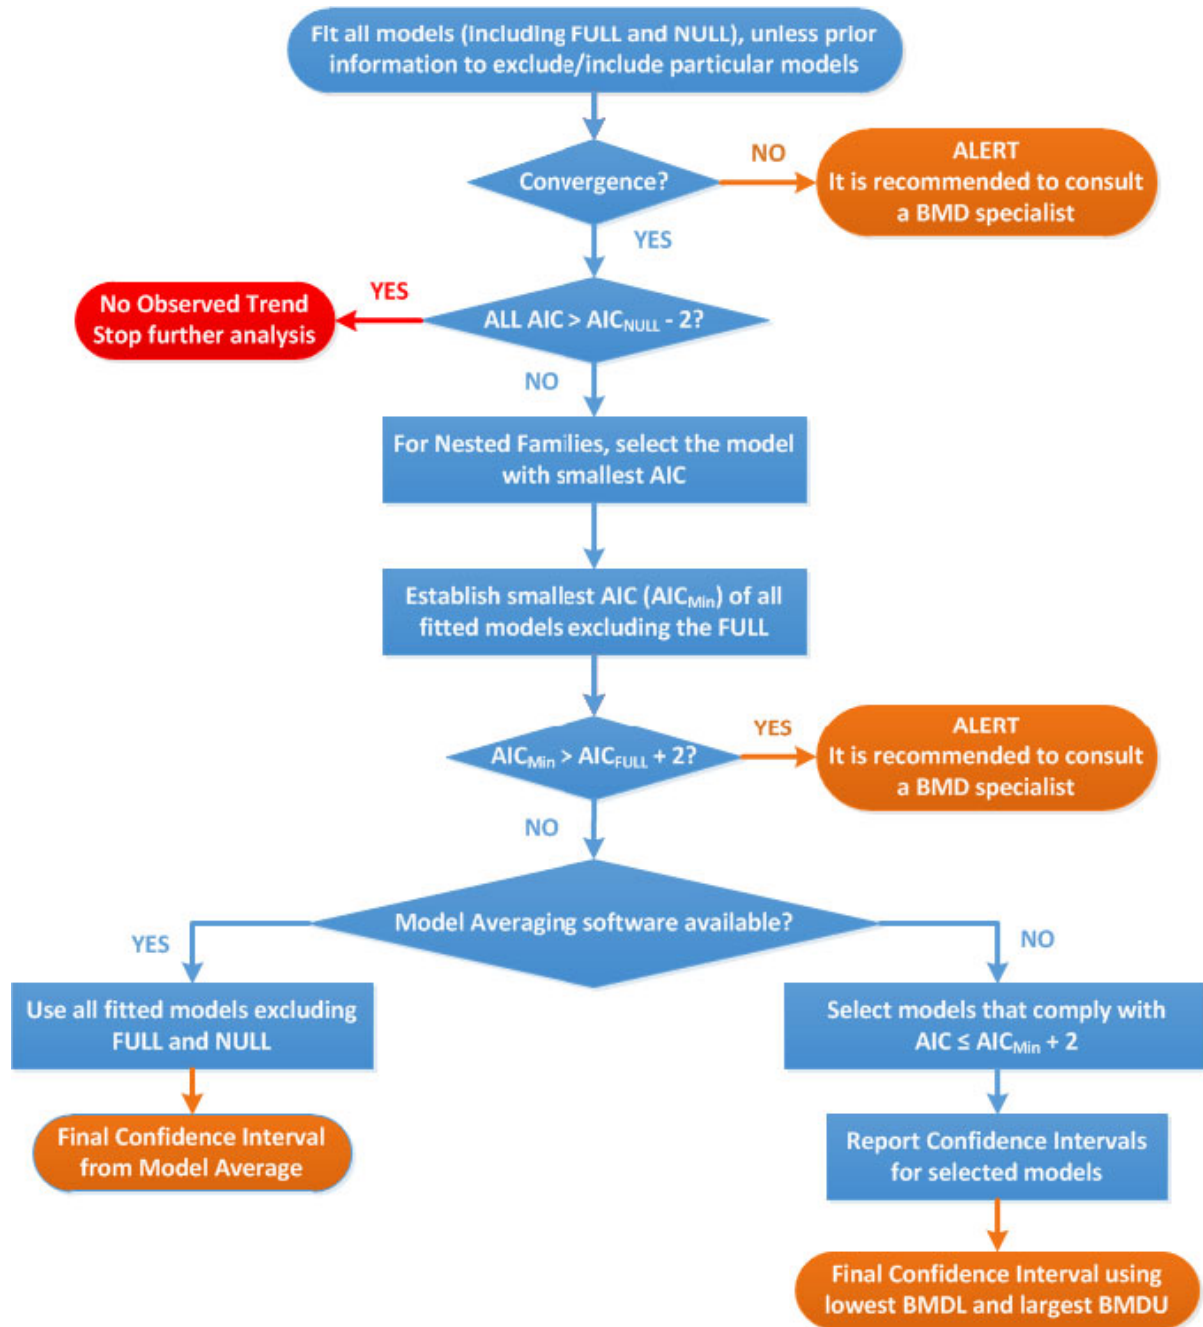 Fit all models (including FULL and NULL), unless prior
information to exclude/include particular models
Convergence?
NO
ALERT
It is recommended to consult
a BMD specialist
YES
ALL AIC > AIC_NULL - 2?
YES
No Observed Trend
Stop further analysis
NO
For Nested Families, select the model
with smallest AIC
Establish smallest AIC (AIC_Min) of all
fitted models excluding the FULL
AIC_Min > AIC_FULL + 2?
YES
ALERT
It is recommended to consult
a BMD specialist
NO
Model Averaging software available?
YES
Use all fitted models excluding
FULL and NULL
Final Confidence Interval
from Model Average
NO
Select models that comply with
AIC ≤ AIC_Min + 2
Report Confidence Intervals
for selected models
Final Confidence Interval using
lowest BMDL and largest BMDU